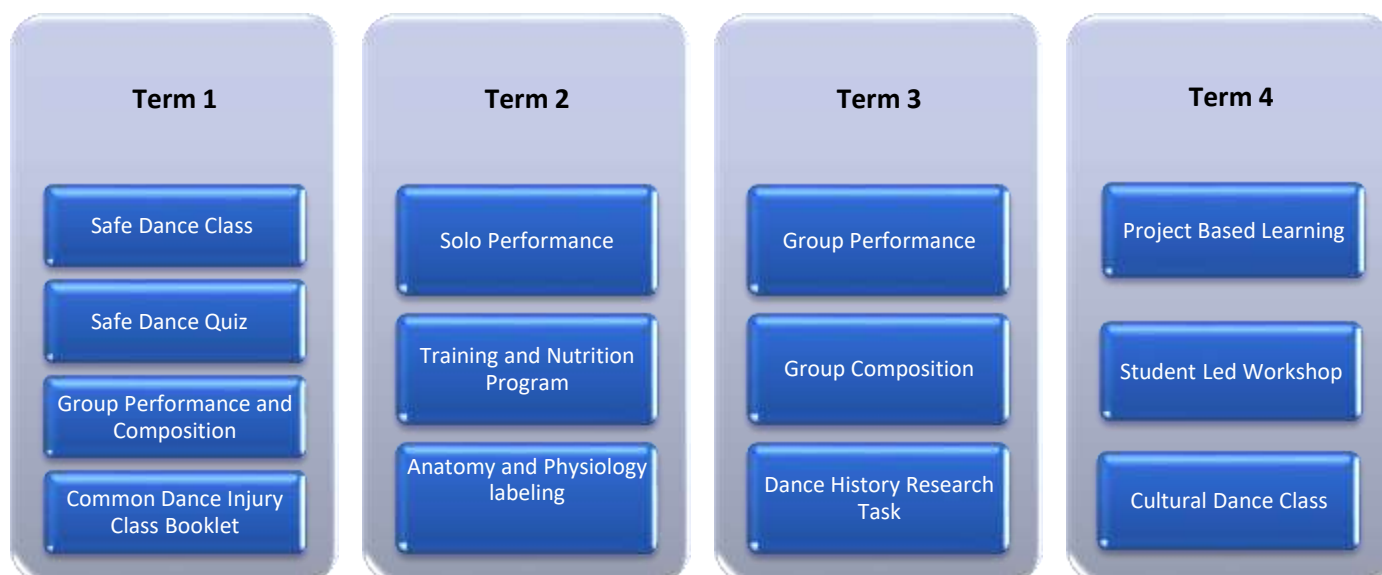 Term 1
Safe Dance Class
Safe Dance Quiz
Group Performance and
Composition
Common Dance Injury
Class Booklet
Term 2
Solo Performance
Training and Nutrition
Program
Anatomy and Physiology
labeling
Term 3
Group Performance
Group Composition
Dance History Research
Task
Term 4
Project Based Learning
Student Led Workshop
Cultural Dance Class